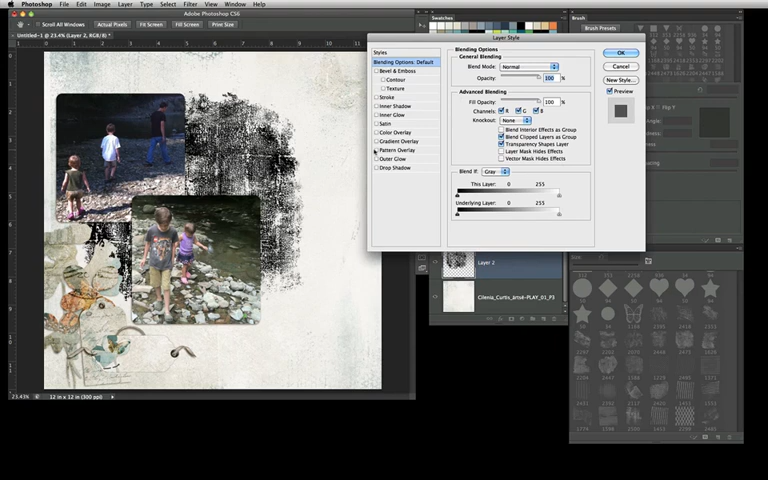 Photoshop File Edit Image Layer Type Select Filter View Window Help
Adobe Photoshop CS6
Scroll All Windows Actual Pixels Fit Screen Fill Screen Print Size
Untitled-1 @ 23.4% (Layer 2, RGB/8) *
Swatches
Brush
Brush Presets
Layer Style
Styles
Blending Options: Default
Bevel & Emboss
Contour
Texture
Stroke
Inner Shadow
Inner Glow
Satin
Color Overlay
Gradient Overlay
Pattern Overlay
Outer Glow
Drop Shadow
Blending Options
General Blending
Blend Mode: Normal
Opacity: 100 %
Advanced Blending
Fill Opacity: 100 %
Channels: R G B
Knockout: None
Blend Interior Effects as Group
Blend Clipped Layers as Group
Transparency Shapes Layer
Layer Mask Hides Effects
Vector Mask Hides Effects
Blend If: Gray
This Layer: 0 255
Underlying Layer: 0 255
OK
Cancel
New Style...
Preview
Flip Y
Layer 2
23.43% 12 in x 12 in (300 ppi)